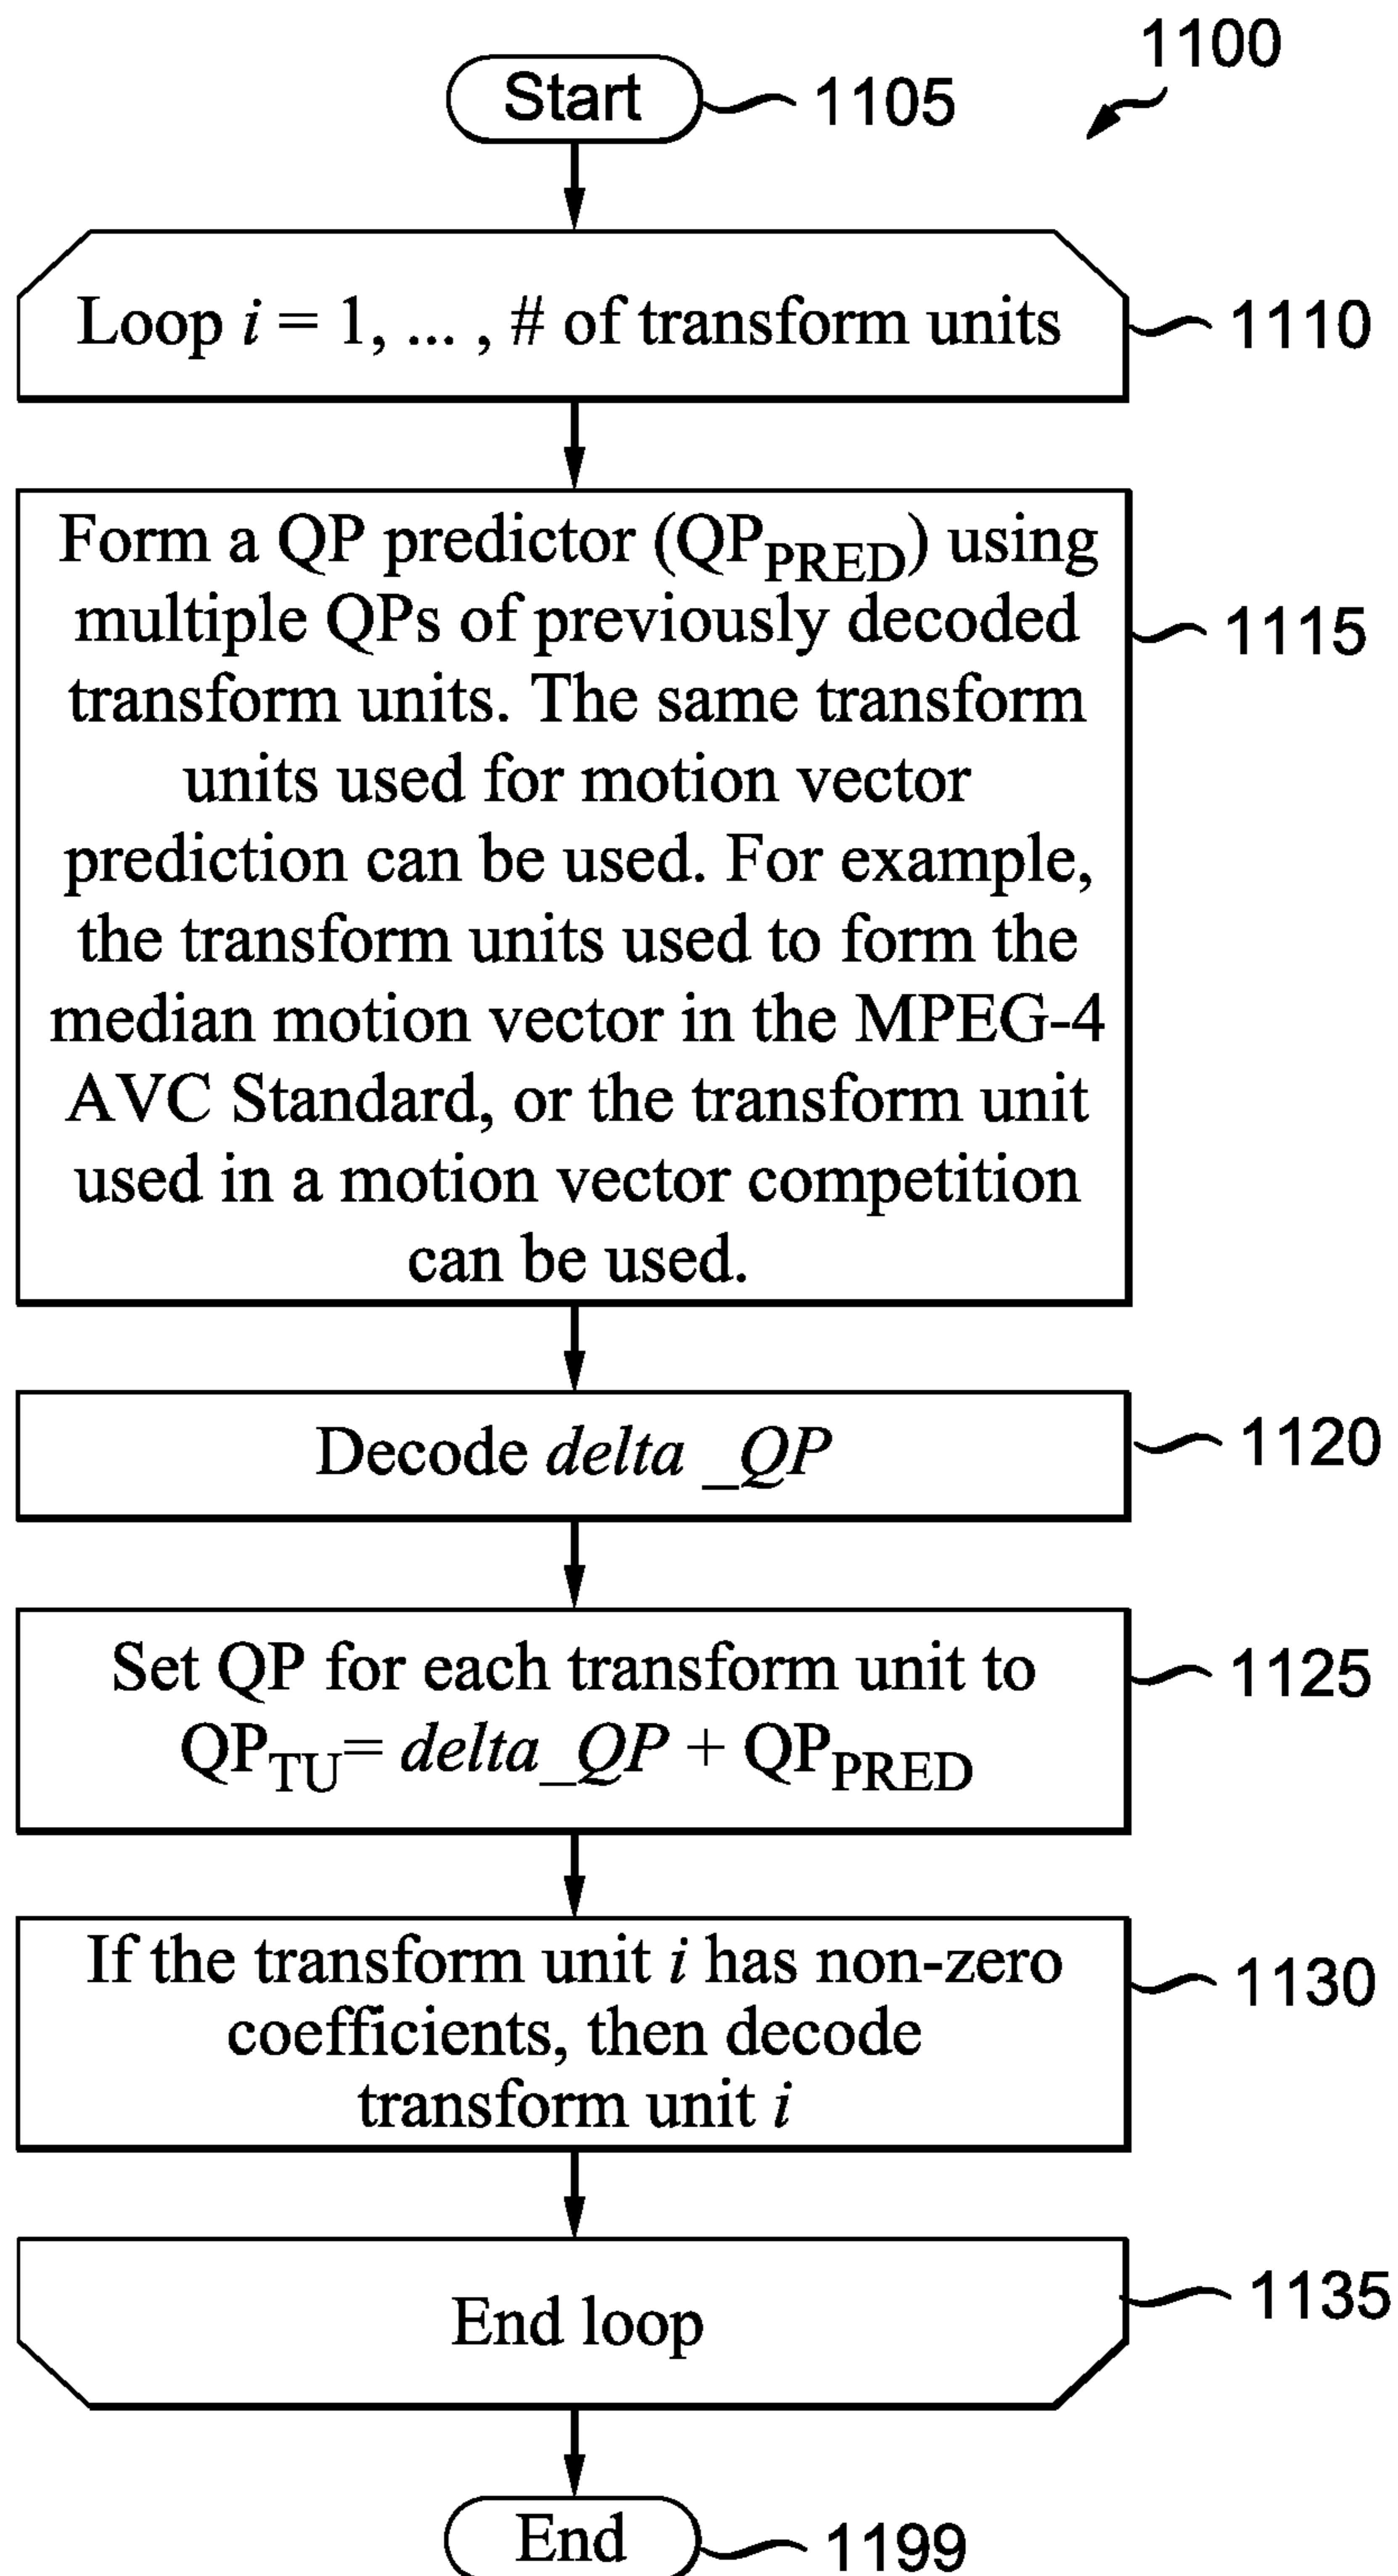 1100
Start
1105
Loop i = 1, ... , # of transform units
1110
Form a QP predictor (QPPRED) using
multiple QPs of previously decoded
transform units. The same transform
units used for motion vector
prediction can be used. For example,
the transform units used to form the
median motion vector in the MPEG-4
AVC Standard, or the transform unit
used in a motion vector competition
can be used.
1115
Decode delta _QP
1120
Set QP for each transform unit to
QPTU= delta_QP + QPPRED
1125
If the transform unit i has non-zero
coefficients, then decode
transform unit i
1130
End loop
1135
End
1199